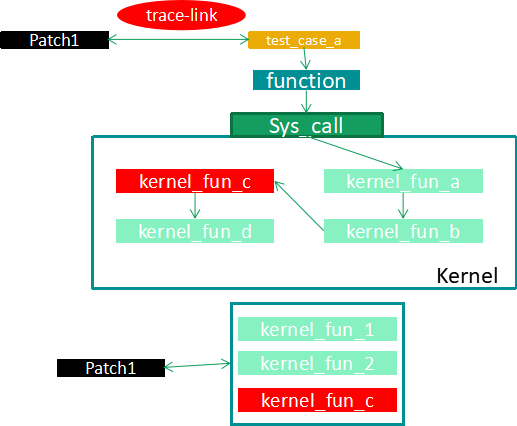 trace-link
Patch1
test_case_a
function
Sys_call
kernel_fun_c
kernel_fun_a
kernel_fun_d
kernel_fun_b
Kernel
kernel_fun_1
kernel_fun_2
Patch1
kernel_fun_c